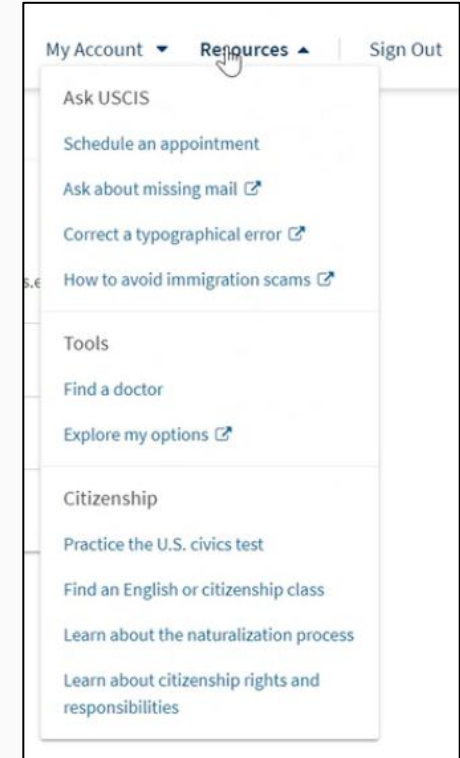 My Account Resources Sign Out
Ask USCIS
Schedule an appointment
Ask about missing mail
Correct a typographical error
s.e
How to avoid immigration scams
Tools
Find a doctor
Explore my options
Citizenship
Practice the U.S. civics test
Find an English or citizenship class
Learn about the naturalization process
Learn about citizenship rights and
responsibilities